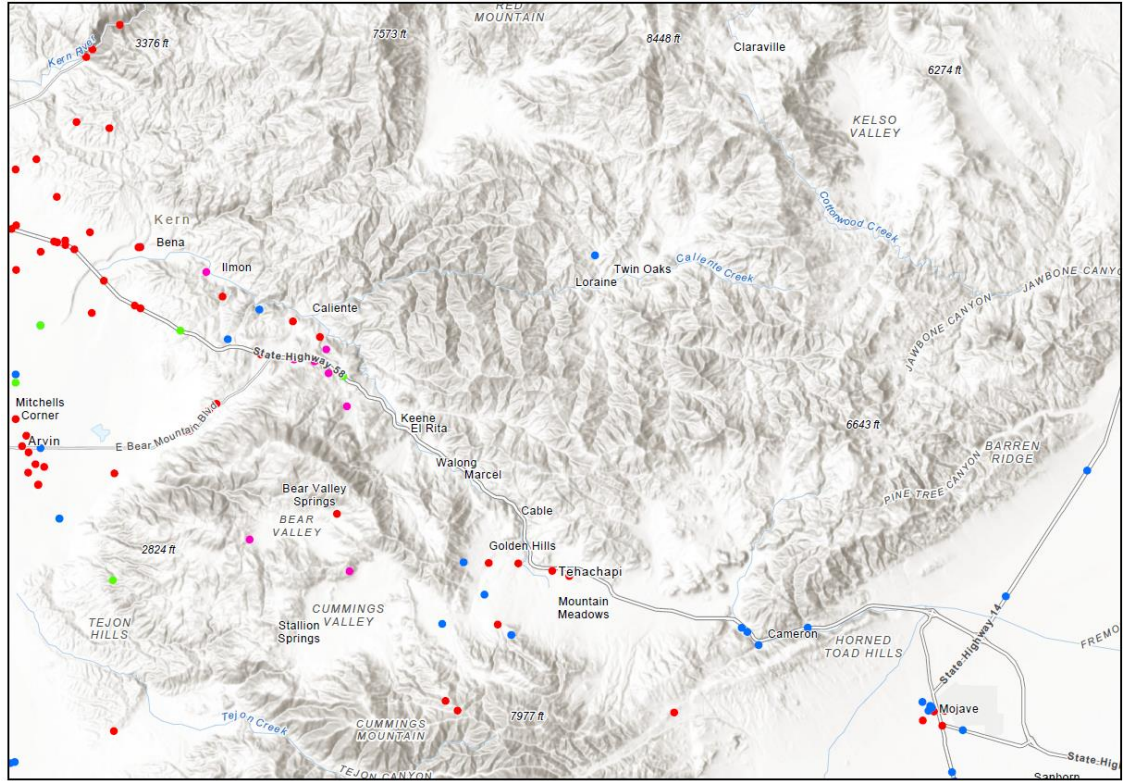 RED
MOUNTAIN
7573 ft
8448 ft
3376 ft
Claraville
Kern River
6274 ft
KELSO
VALLEY
Kern
Cottonwood Creek
Bena
Ilmon
Twin Oaks
Caliente Creek
Loraine
JAWBONE CANYO
JAWBONE CANYON
Caliente
State Highway 58
Mitchells
Corner
Keene
El Rita
6643 ft
Arvin
E Bear Mountain Blvd
BARREN
RIDGE
Walong
Marcel
PINE TREE CANYON
Bear Valley
Springs
BEAR
VALLEY
Cable
2824 ft
Golden Hills
Tehachapi
Mountain
Meadows
CUMMINGS
VALLEY
TEJON
HILLS
Stallion
Springs
Cameron
HORNED
TOAD HILLS
State Highway 14
FREMO
Tejon Creek
7977 ft
Mojave
CUMMINGS
MOUNTAIN
State High
TEJON CANYON
Sanborn